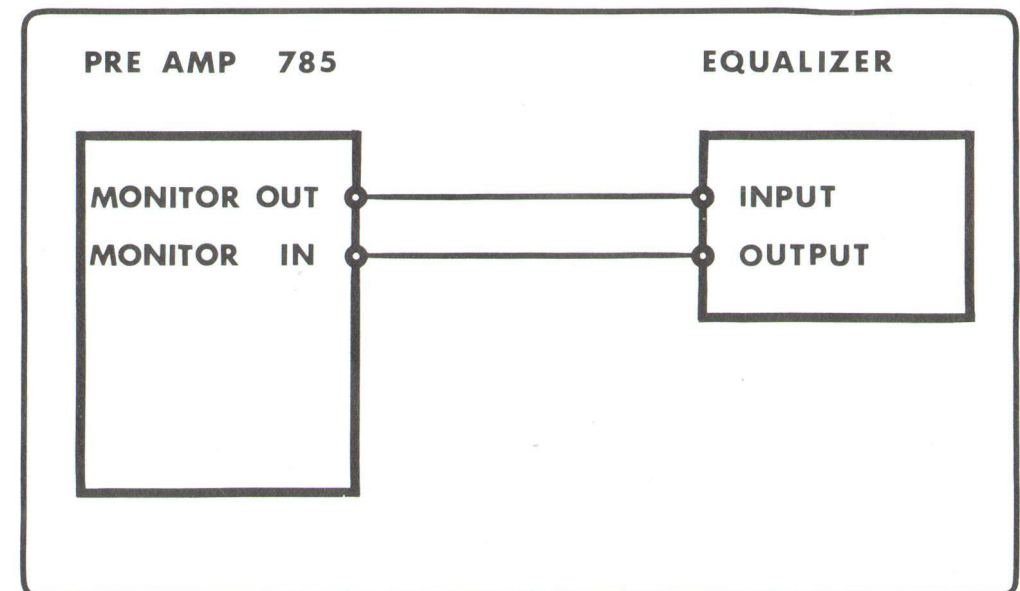 PRE AMP 785
EQUALIZER
MONITOR OUT
MONITOR IN
INPUT
OUTPUT